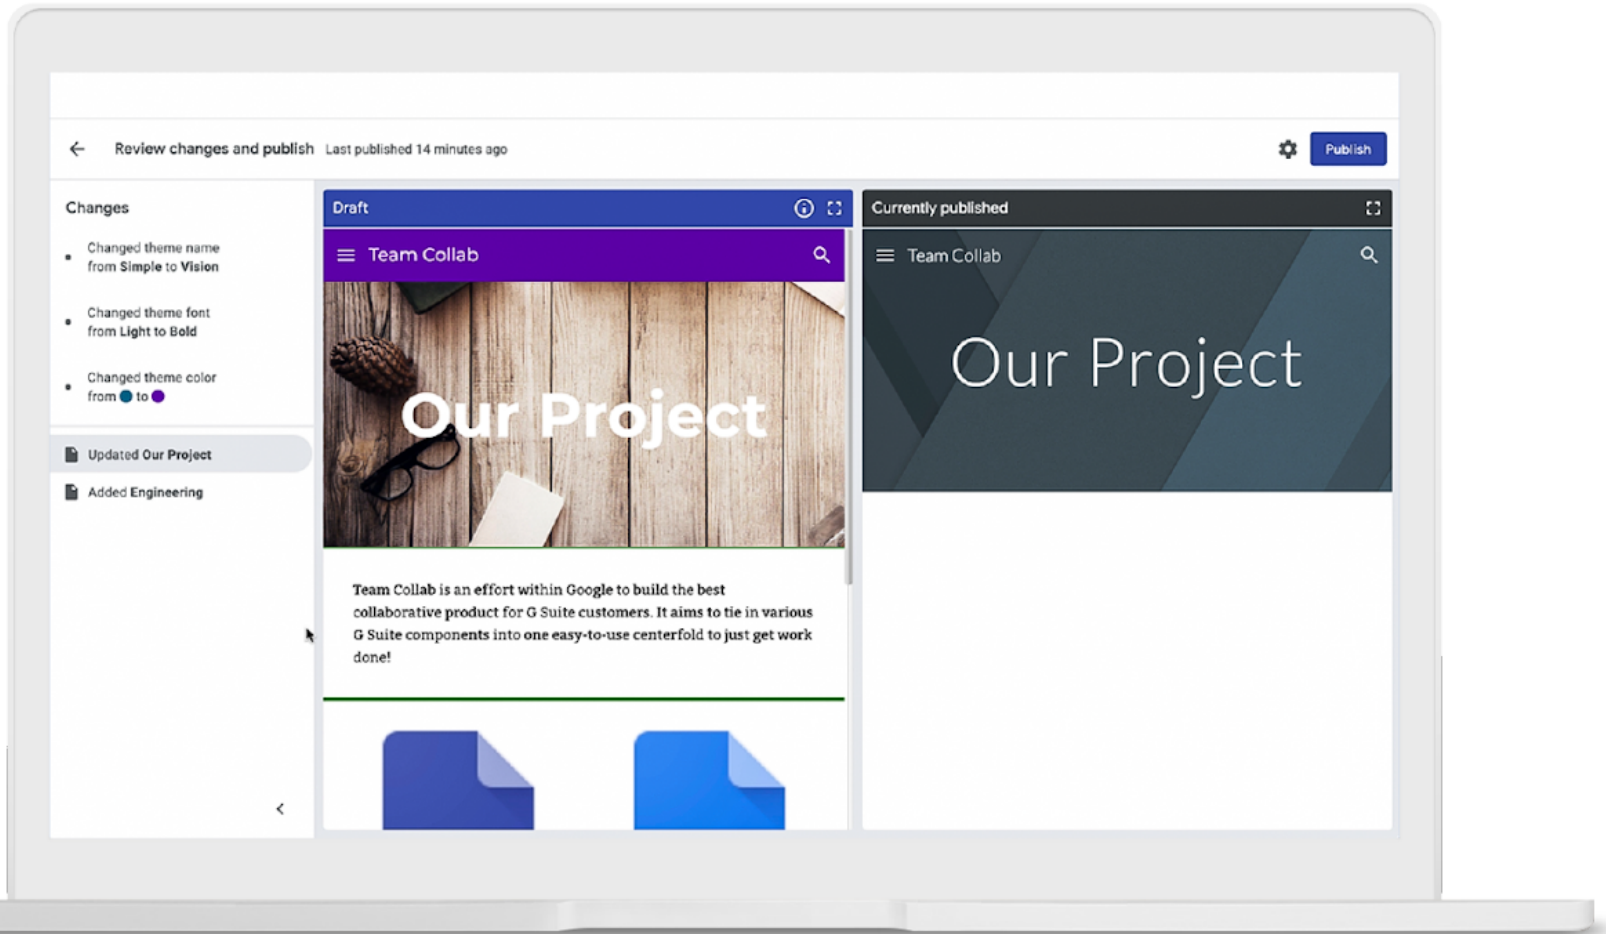 Review changes and publish Last published 14 minutes ago
Publish
Changes
Changed theme name
from Simple to Vision
Changed theme font
from Light to Bold
Changed theme color
from to
Updated Our Project
Added Engineering
Draft
Team Collab
Our Project
Team Collab is an effort within Google to build the best
collaborative product for G Suite customers. It aims to tie in various
G Suite components into one easy-to-use centerfold to just get work
done!
Currently published
Team Collab
Our Project